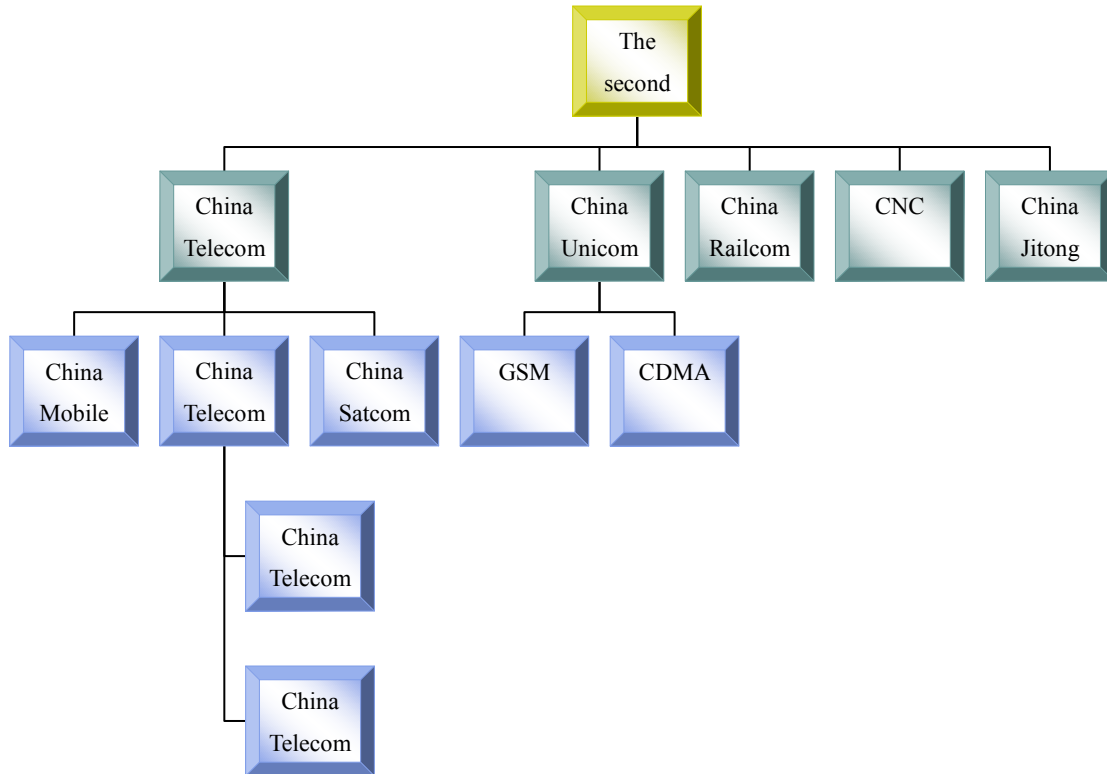 The
second
China
Telecom
China
Unicom
China
Railcom
CNC
China
Jitong
China
Mobile
China
Telecom
China
Satcom
GSM
CDMA
China
Telecom
China
Telecom